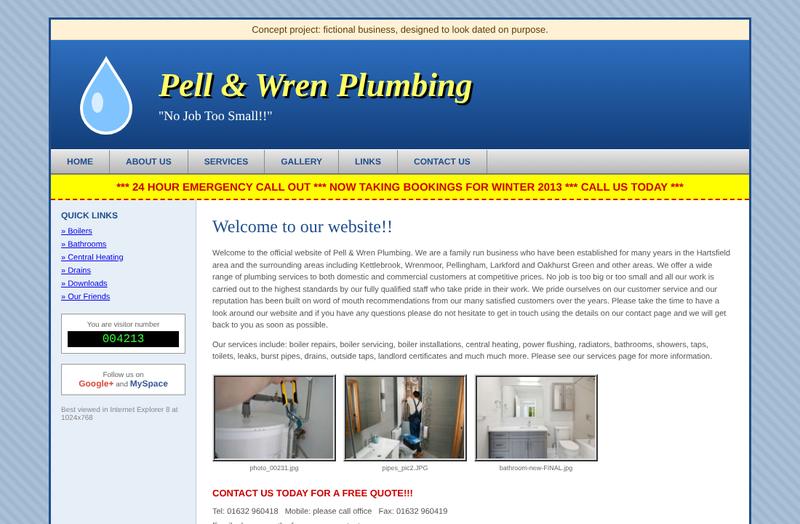 Concept project: fictional business, designed to look dated on purpose.
Pell & Wren Plumbing
"No Job Too Small!!"
HOME
ABOUT US
SERVICES
GALLERY
LINKS
CONTACT US
*** 24 HOUR EMERGENCY CALL OUT *** NOW TAKING BOOKINGS FOR WINTER 2013 *** CALL US TODAY ***
QUICK LINKS
» Boilers
» Bathrooms
» Central Heating
» Drains
» Downloads
» Our Friends
You are visitor number
004213
Follow us on
Google+ and MySpace
Best viewed in Internet Explorer 8 at
1024x768
Welcome to our website!!
Welcome to the official website of Pell & Wren Plumbing. We are a family run business who have been established for many years in the Hartsfield
area and the surrounding areas including Kettlebrook, Wrenmoor, Pellingham, Larkford and Oakhurst Green and other areas. We offer a wide
range of plumbing services to both domestic and commercial customers at competitive prices. No job is too big or too small and all our work is
carried out to the highest standards by our fully qualified staff who take pride in their work. We pride ourselves on our customer service and our
reputation has been built on word of mouth recommendations from our many satisfied customers over the years. Please take the time to have a
look around our website and if you have any questions please do not hesitate to get in touch using the details on our contact page and we will get
back to you as soon as possible.
Our services include: boiler repairs, boiler servicing, boiler installations, central heating, power flushing, radiators, bathrooms, showers, taps,
toilets, leaks, burst pipes, drains, outside taps, landlord certificates and much much more. Please see our services page for more information.
photo_00231.jpg
pipes_pic2.JPG
bathroom-new-FINAL.jpg
CONTACT US TODAY FOR A FREE QUOTE!!!
Tel: 01632 960418 Mobile: please call office Fax: 01632 960419